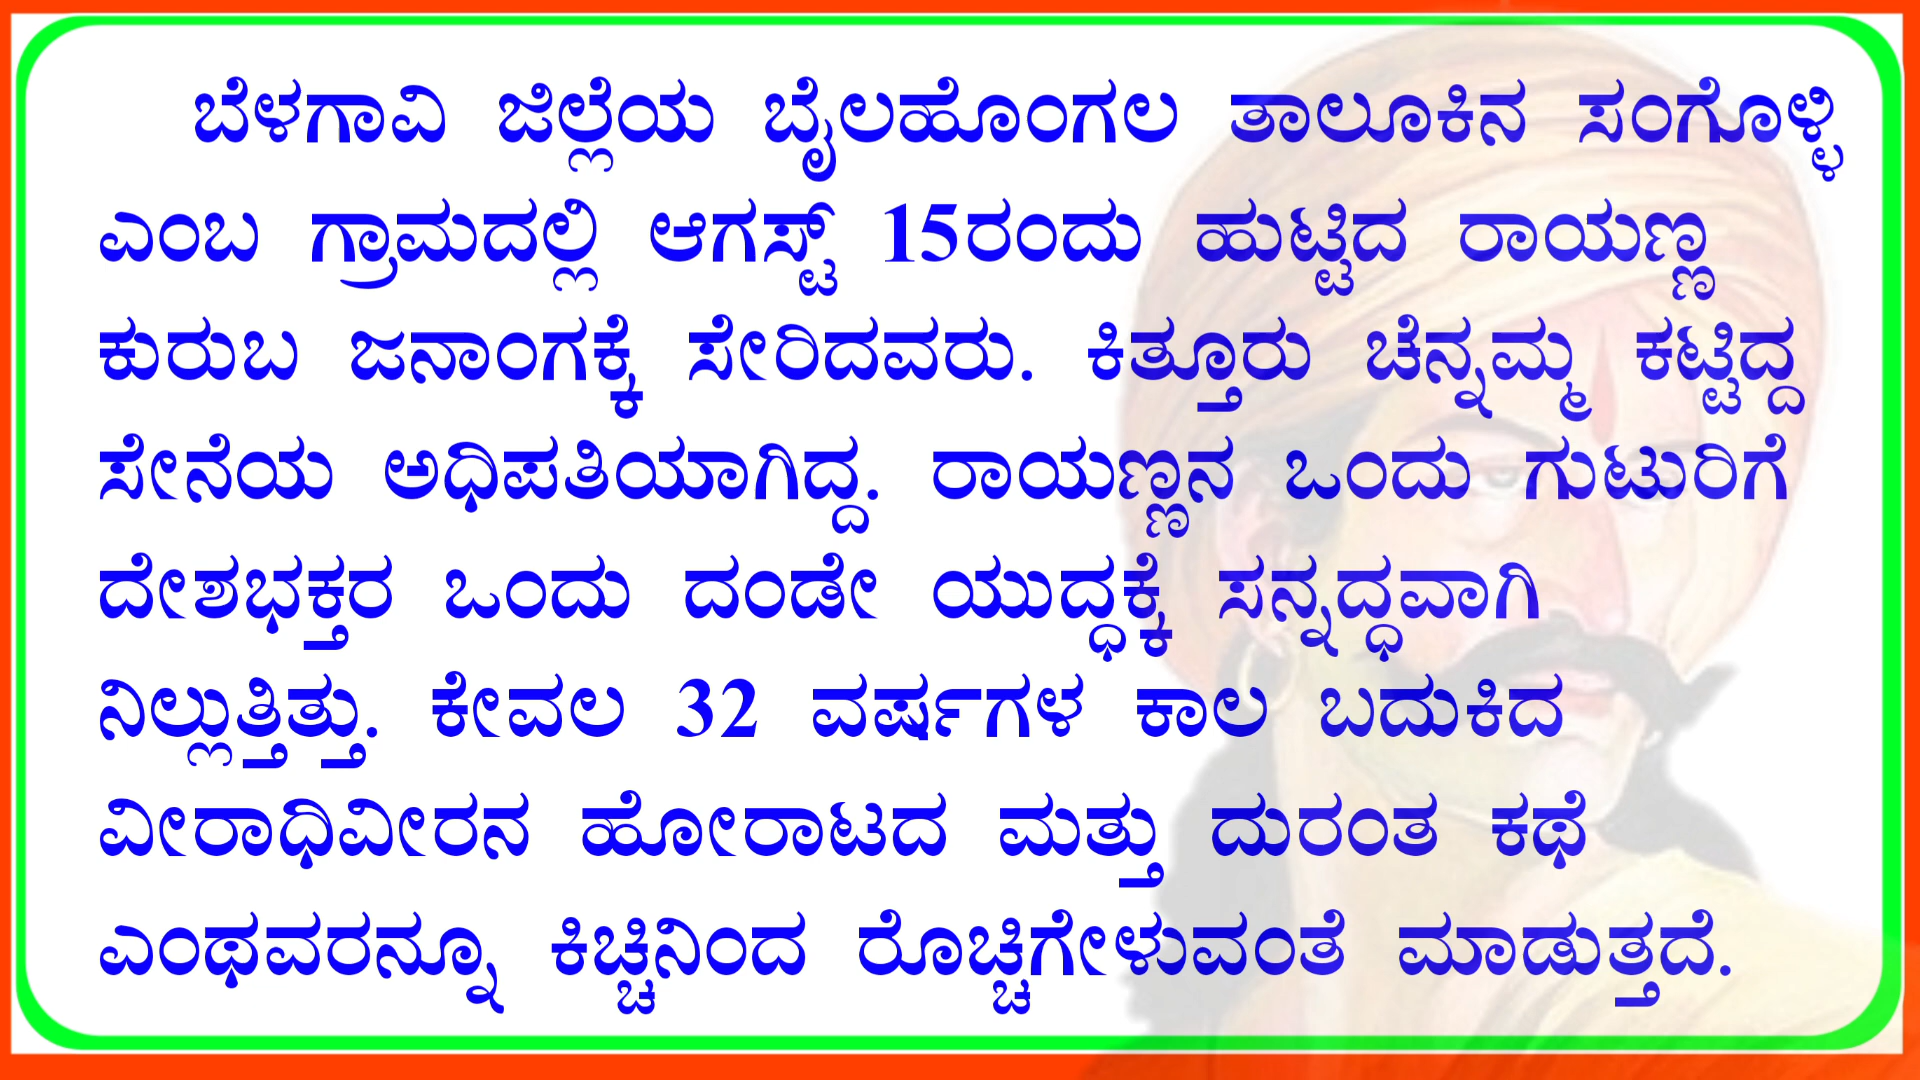 ಬೆಳಗಾವಿ ಜಿಲ್ಲೆಯ ಬೈಲಹೊಂಗಲ ತಾಲೂಕಿನ ಸಂಗೊಳ್ಳಿ
ಎಂಬ ಗ್ರಾಮದಲ್ಲಿ ಆಗಸ್ಟ್ 15ರಂದು ಹುಟ್ಟಿದ ರಾಯಣ್ಣ
ಕುರುಬ ಜನಾಂಗಕ್ಕೆ ಸೇರಿದವರು. ಕಿತ್ತೂರು ಚೆನ್ನಮ್ಮ ಕಟ್ಟಿದ್ದ
ಸೇನೆಯ ಅಧಿಪತಿಯಾಗಿದ್ದ. ರಾಯಣ್ಣನ ಒಂದು ಗುಟುರಿಗೆ
ದೇಶಭಕ್ತರ ಒಂದು ದಂಡೇ ಯುದ್ಧಕ್ಕೆ ಸನ್ನದ್ಧವಾಗಿ
ನಿಲ್ಲುತ್ತಿತ್ತು. ಕೇವಲ 32 ವರ್ಷಗಳ ಕಾಲ ಬದುಕಿದ
ವೀರಾಧಿವೀರನ ಹೋರಾಟದ ಮತ್ತು ದುರಂತ ಕಥೆ
ಎಂಥವರನ್ನೂ ಕಿಚ್ಚಿನಿಂದ ರೊಚ್ಚಿಗೇಳುವಂತೆ ಮಾಡುತ್ತದೆ.